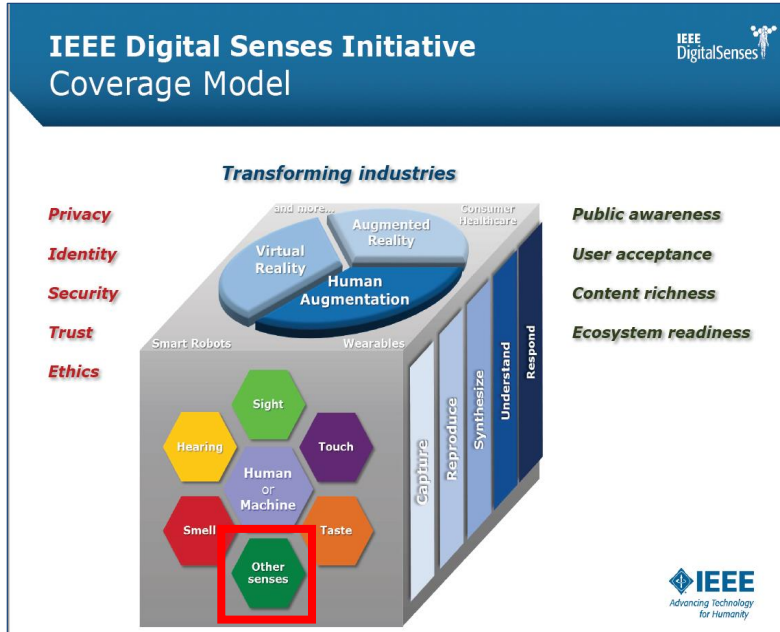 IEEE Digital Senses Initiative
Coverage Model
IEEE
DigitalSenses
Transforming industries
Privacy
Identity
Security
Trust
Ethics
and more...
Consumer
Healthcare
Augmented
Reality
Virtual
Reality
Human
Augmentation
Smart Robots
Wearables
Public awareness
User acceptance
Content richness
Ecosystem readiness
Sight
Hearing
Touch
Human
or
Machine
Smell
Taste
Other
senses
Capture
Reproduce
Synthesize
Understand
Respond
IEEE
Advancing Technology
for Humanity